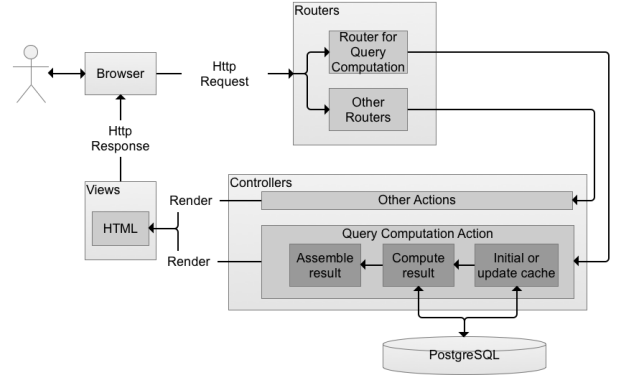 Routers
Router for
Query
Computation
Browser
Http
Request
Other
Routers
Http
Response
Views
HTML
Render
Render
Controllers
Other Actions
Query Computation Action
Assemble
result
Compute
result
Initial or
update cache
PostgreSQL